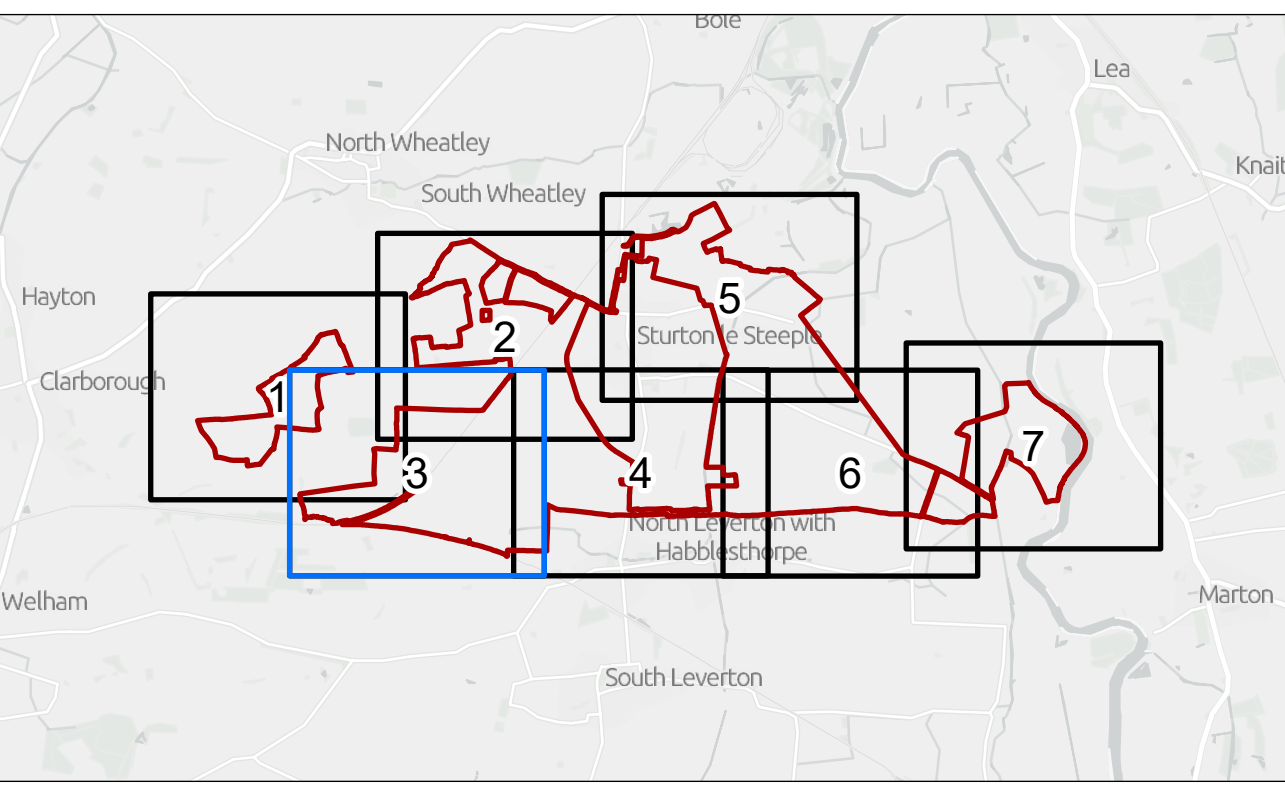 Bole
Lea
North Wheatley
Knait
South Wheatley
Hayton
5
2
Sturton le Steeple
Clarborough
1
7
3
4
6
North Leverton with
Habblesthorpe
Welham
Marton
South Leverton